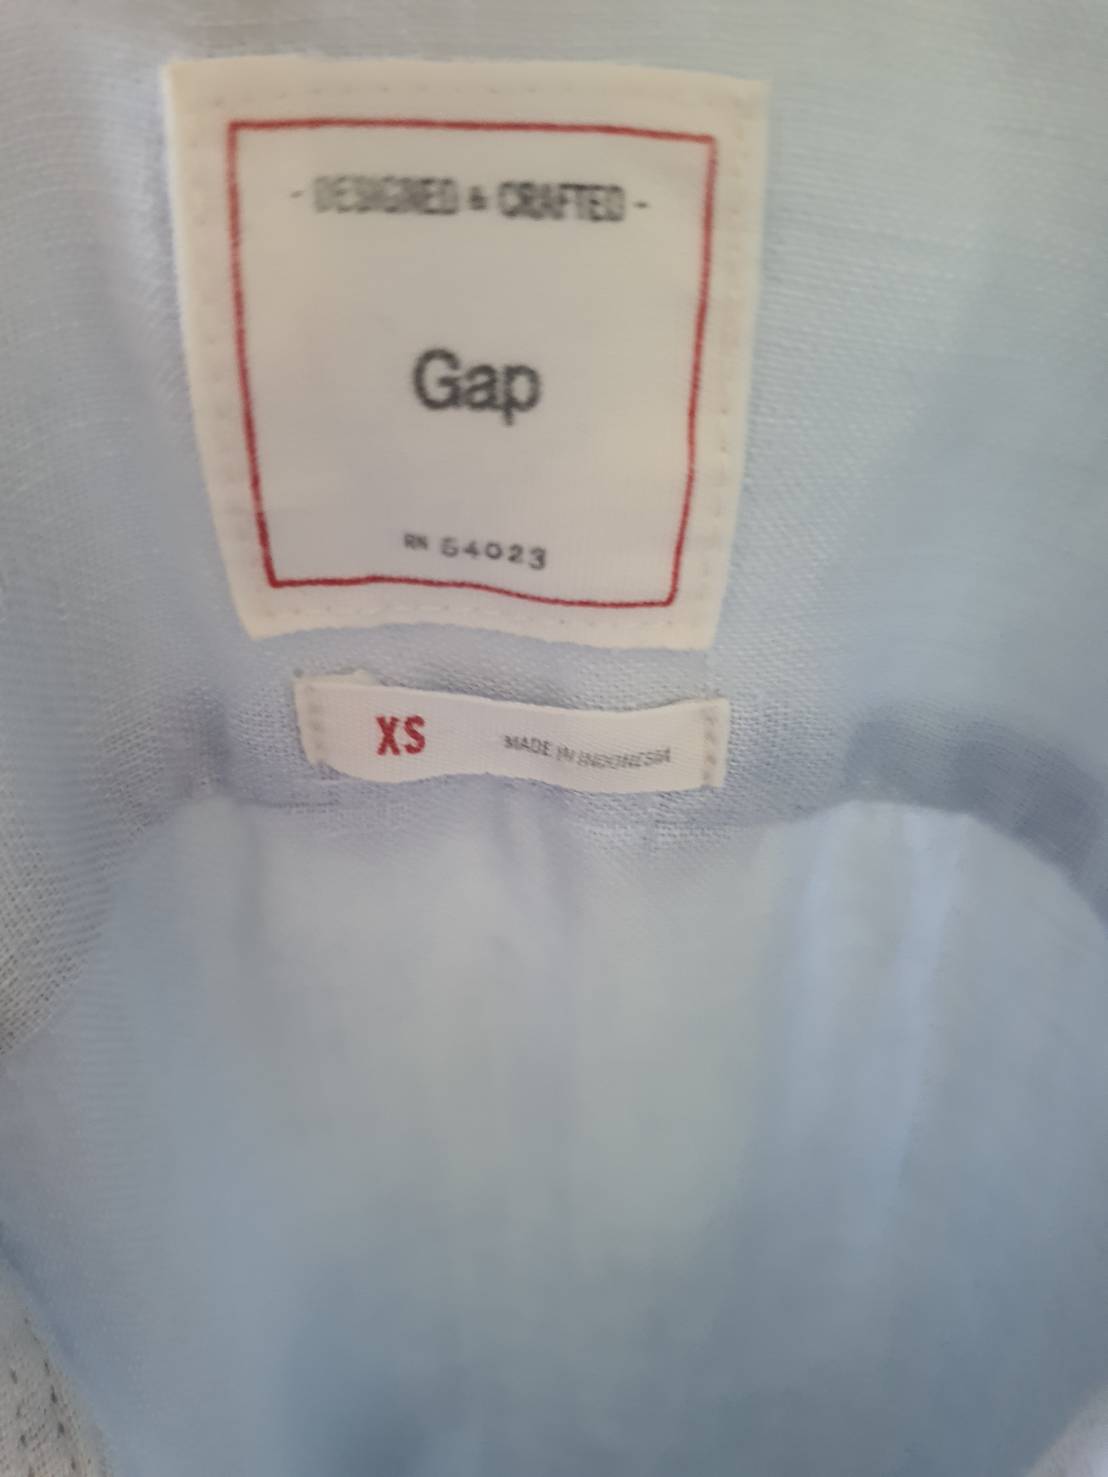 - DESIGNED & CRAFTED -
Gap
RN 54023
XS MADE IN INDONESIA